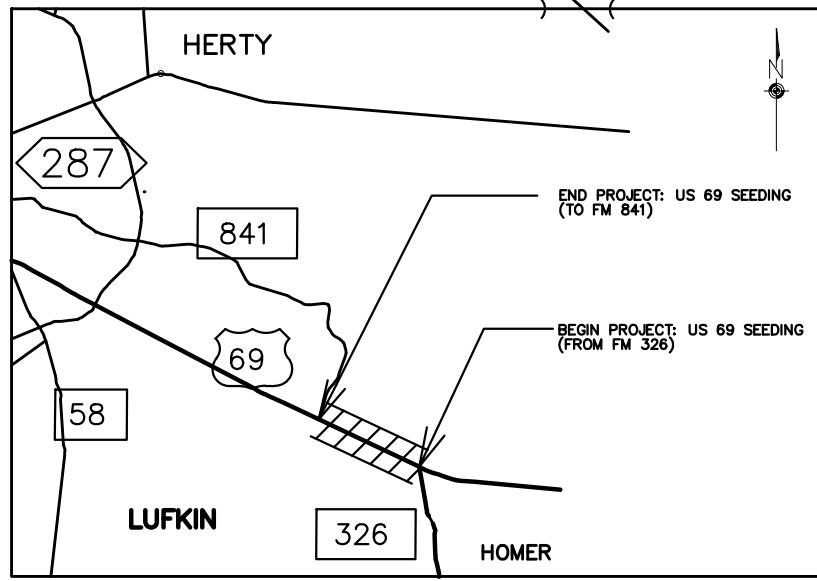 HERTY
N
287
END PROJECT: US 69 SEEDING
(TO FM 841)
841
BEGIN PROJECT: US 69 SEEDING
(FROM FM 326)
69
58
LUFKIN
326
HOMER